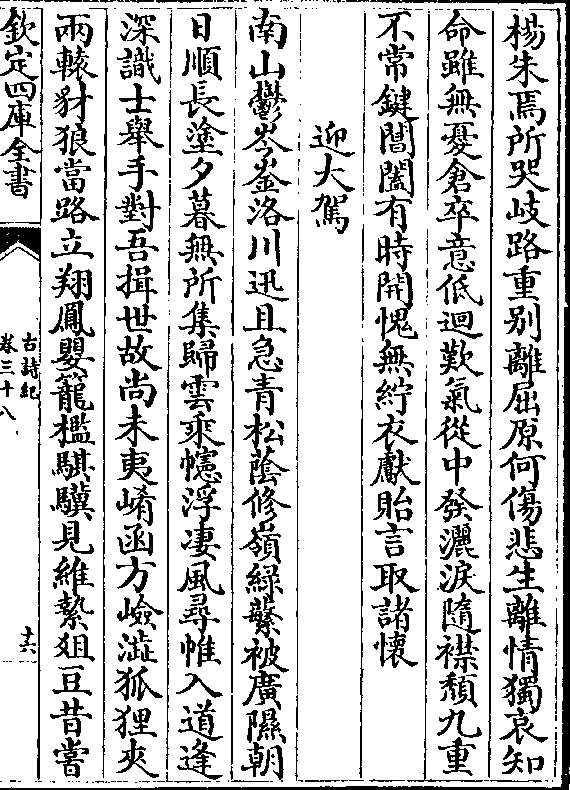 楊朱焉所哭岐路重别離屈原何傷悲生離情獨哀知
命雖無憂倉卒意低迴歎氣從中發灑淚隨襟頹九重
不常鍵閶闔有時開愧無紵衣獻貽言取諸懷
迎大駕
南山鬱岑崟洛川迅且急青松蔭修嶺緑蘩被廣隰朝
日順長塗夕暮無所集歸雲乘幰浮淒風尋帷入道逢
深識士舉手對吾揖世故尚未夷崤函方嶮澁狐狸夾
兩轅豺狼當路立翔鳳嬰籠檻騏驥見維縶俎豆昔嘗
欽定四庫全書
古詩紀
卷三十八
十六